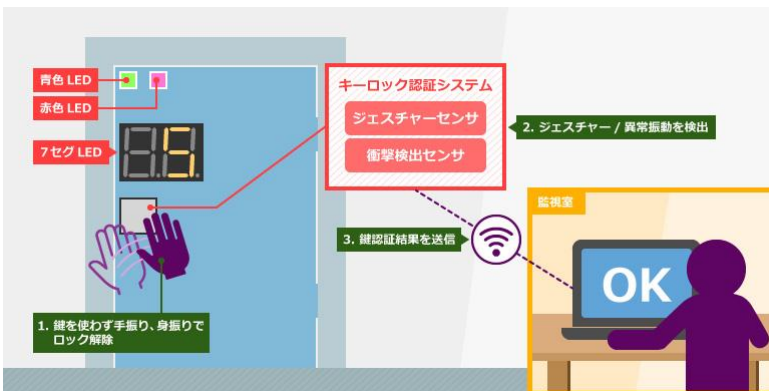 青色 LED
赤色 LED
7セグ LED
キーロック認証システム
ジェスチャーセンサ
衝撃検出センサ
2. ジェスチャー / 異常振動を検出
監視室
3. 鍵認証結果を送信
OK
1. 鍵を使わず手振り、身振りで
ロック解除